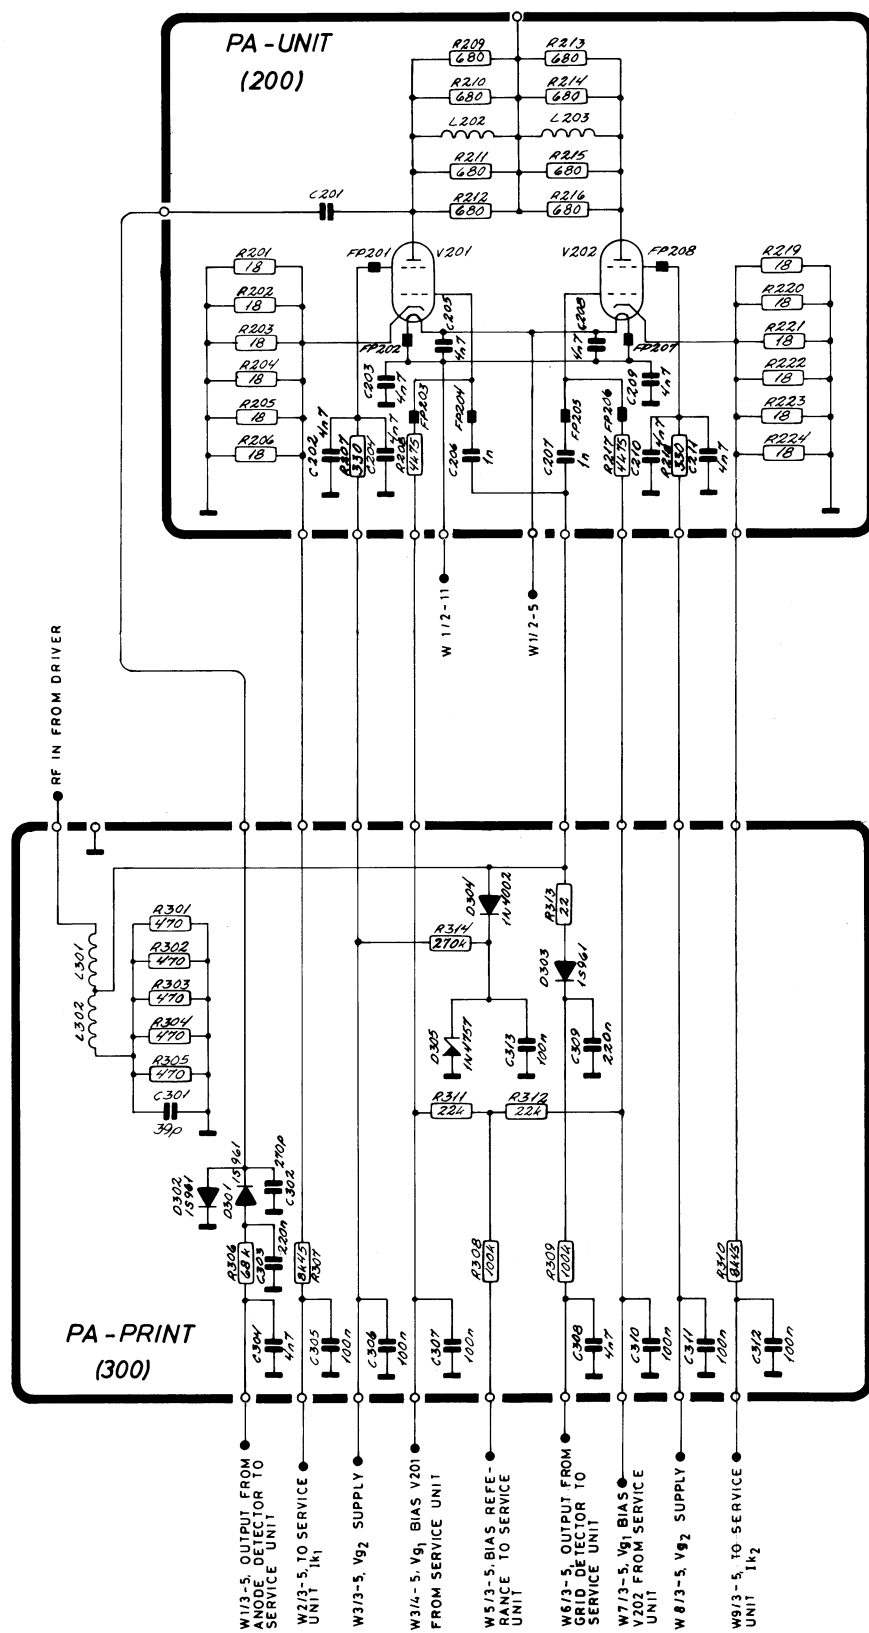 PA-UNIT
(200)
R209
680
R213
680
R210
680
R214
680
L202
L203
R211
680
R215
680
R212
680
R216
680
C201
R201
18
R202
18
R203
18
R204
18
R205
18
R206
18
FP201
V201
V202
FP208
R219
18
R220
18
R221
18
R222
18
R223
18
R224
18
C205
4n7
C208
4n7
FP202
FP207
C203
4n7
C209
4n7
FP203
FP204
FP205
FP206
C202
4n7
R207
330
C204
4n7
R208
4475
C206
1n
C207
1n
R217
4475
C210
4n7
330
C211
4n7
W 1/2-11
W1/2-5
RF IN FROM DRIVER
L301
L302
R301
470
R302
470
R303
470
R304
470
R305
470
C301
39p
D304
1N4002
R313
22
R314
270k
D303
1S961
D305
1N4757
C313
100n
C309
220n
R311
22k
R312
22k
D302
1S961
D301
1S961
C302
270p
R306
68k
C303
220n
8k45
R307
R308
100k
R309
100k
R310
8k45
PA-PRINT
(300)
C304
4n7
C305
100n
C306
100n
C307
100n
C308
4n7
C310
100n
C311
100n
C312
100n
W1/3-5, OUTPUT FROM
ANODE DETECTOR TO
SERVICE UNIT
W2/3-5, TO SERVICE
UNIT Ik1
W3/3-5, Vg2 SUPPLY
W3/4-5, Vg1 BIAS V201
FROM SERVICE UNIT
W5/3-5, BIAS REFE-
RANCE TO SERVICE
UNIT
W6/3-5, OUTPUT FROM
GRID DETECTOR TO
SERVICE UNIT
W7/3-5, Vg1 BIAS
V202 FROM SERVICE
UNIT
W8/3-5, Vg2 SUPPLY
W9/3-5, TO SERVICE
UNIT Ik2